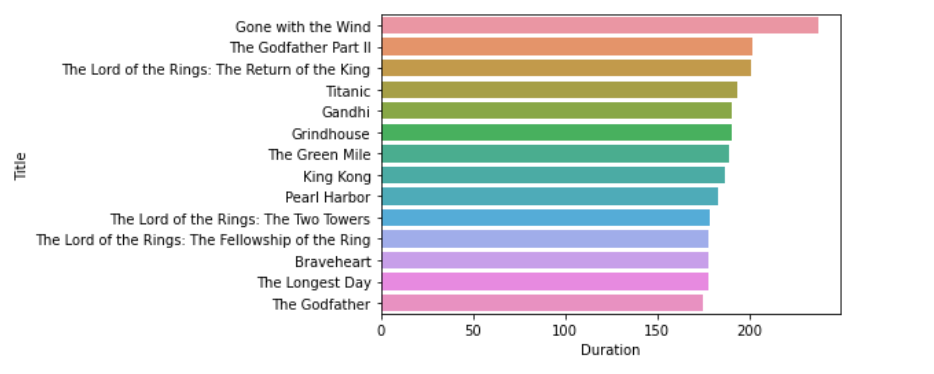 Gone with the Wind
The Godfather Part II
The Lord of the Rings: The Return of the King
Titanic
Gandhi
Grindhouse
The Green Mile
King Kong
Pearl Harbor
The Lord of the Rings: The Two Towers
The Lord of the Rings: The Fellowship of the Ring
Braveheart
The Longest Day
The Godfather
Title
0 50 100 150 200
Duration